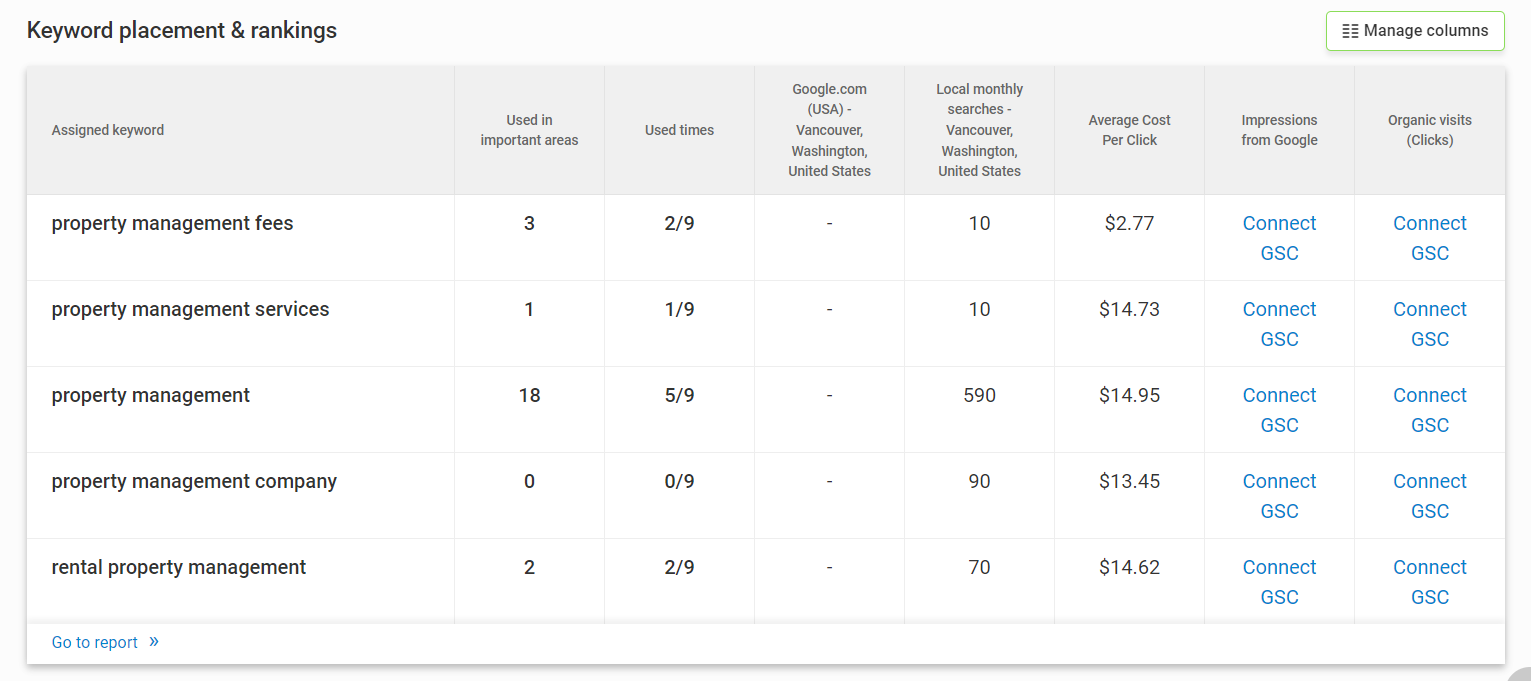 Keyword placement & rankings
Manage columns
Assigned keyword
Used in
important areas
Used times
Google.com
(USA) -
Vancouver,
Washington,
United States
Local monthly
searches -
Vancouver,
Washington,
United States
Average Cost
Per Click
Impressions
from Google
Organic visits
(Clicks)
property management fees 3 2/9 - 10 $2.77 Connect GSC Connect GSC
property management services 1 1/9 - 10 $14.73 Connect GSC Connect GSC
property management 18 5/9 - 590 $14.95 Connect GSC Connect GSC
property management company 0 0/9 - 90 $13.45 Connect GSC Connect GSC
rental property management 2 2/9 - 70 $14.62 Connect GSC Connect GSC
Go to report »